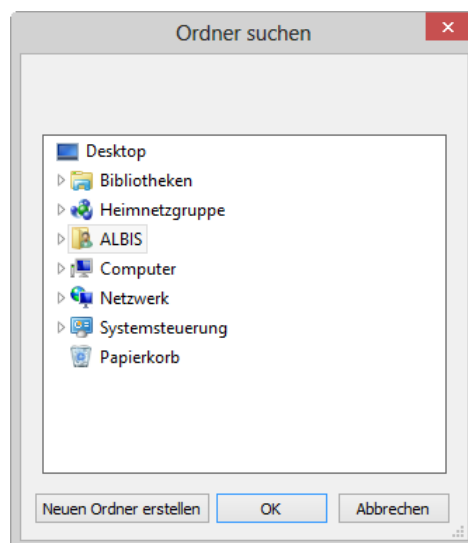 Ordner suchen
Desktop
Bibliotheken
Heimnetzgruppe
ALBIS
Computer
Netzwerk
Systemsteuerung
Papierkorb
Neuen Ordner erstellen OK Abbrechen